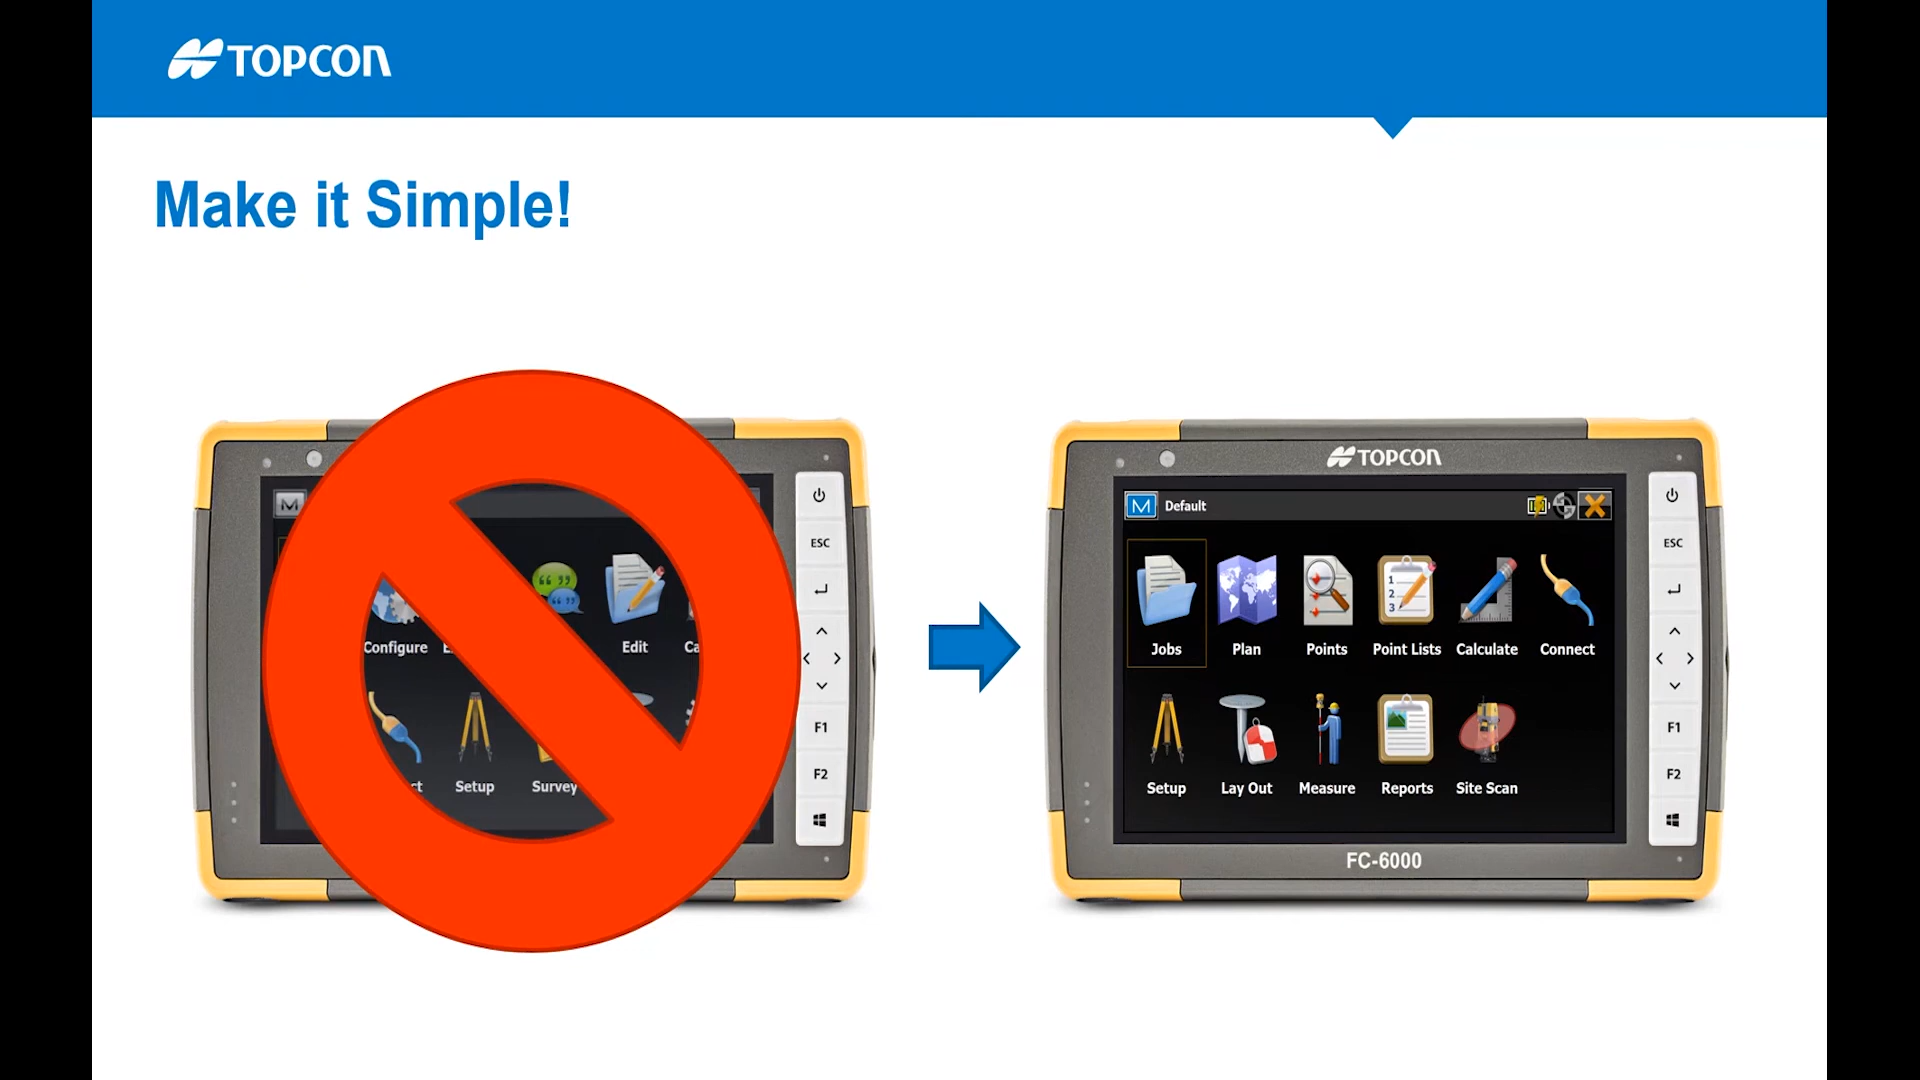 TOPCON
Make it Simple!
M
ESC
Configure
Edit
Setup
Survey
F1
F2
TOPCON
M Default
ESC
Jobs Plan Points Point Lists Calculate Connect
Setup Lay Out Measure Reports Site Scan
F1
F2
FC-6000